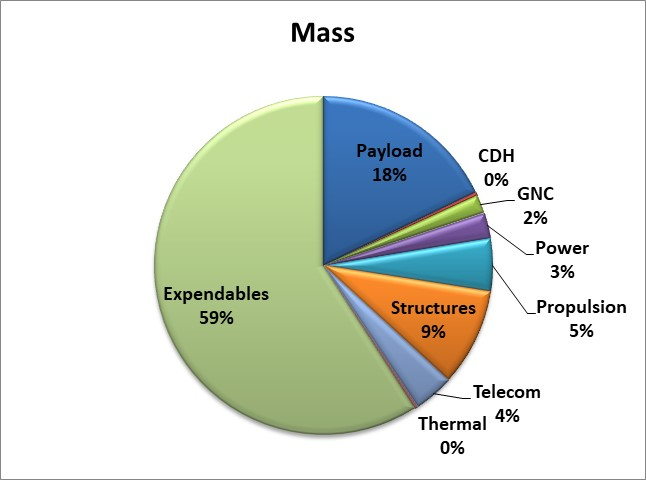 Mass
Payload
18%
CDH
0%
GNC
2%
Power
3%
Propulsion
5%
Structures
9%
Telecom
4%
Thermal
0%
Expendables
59%